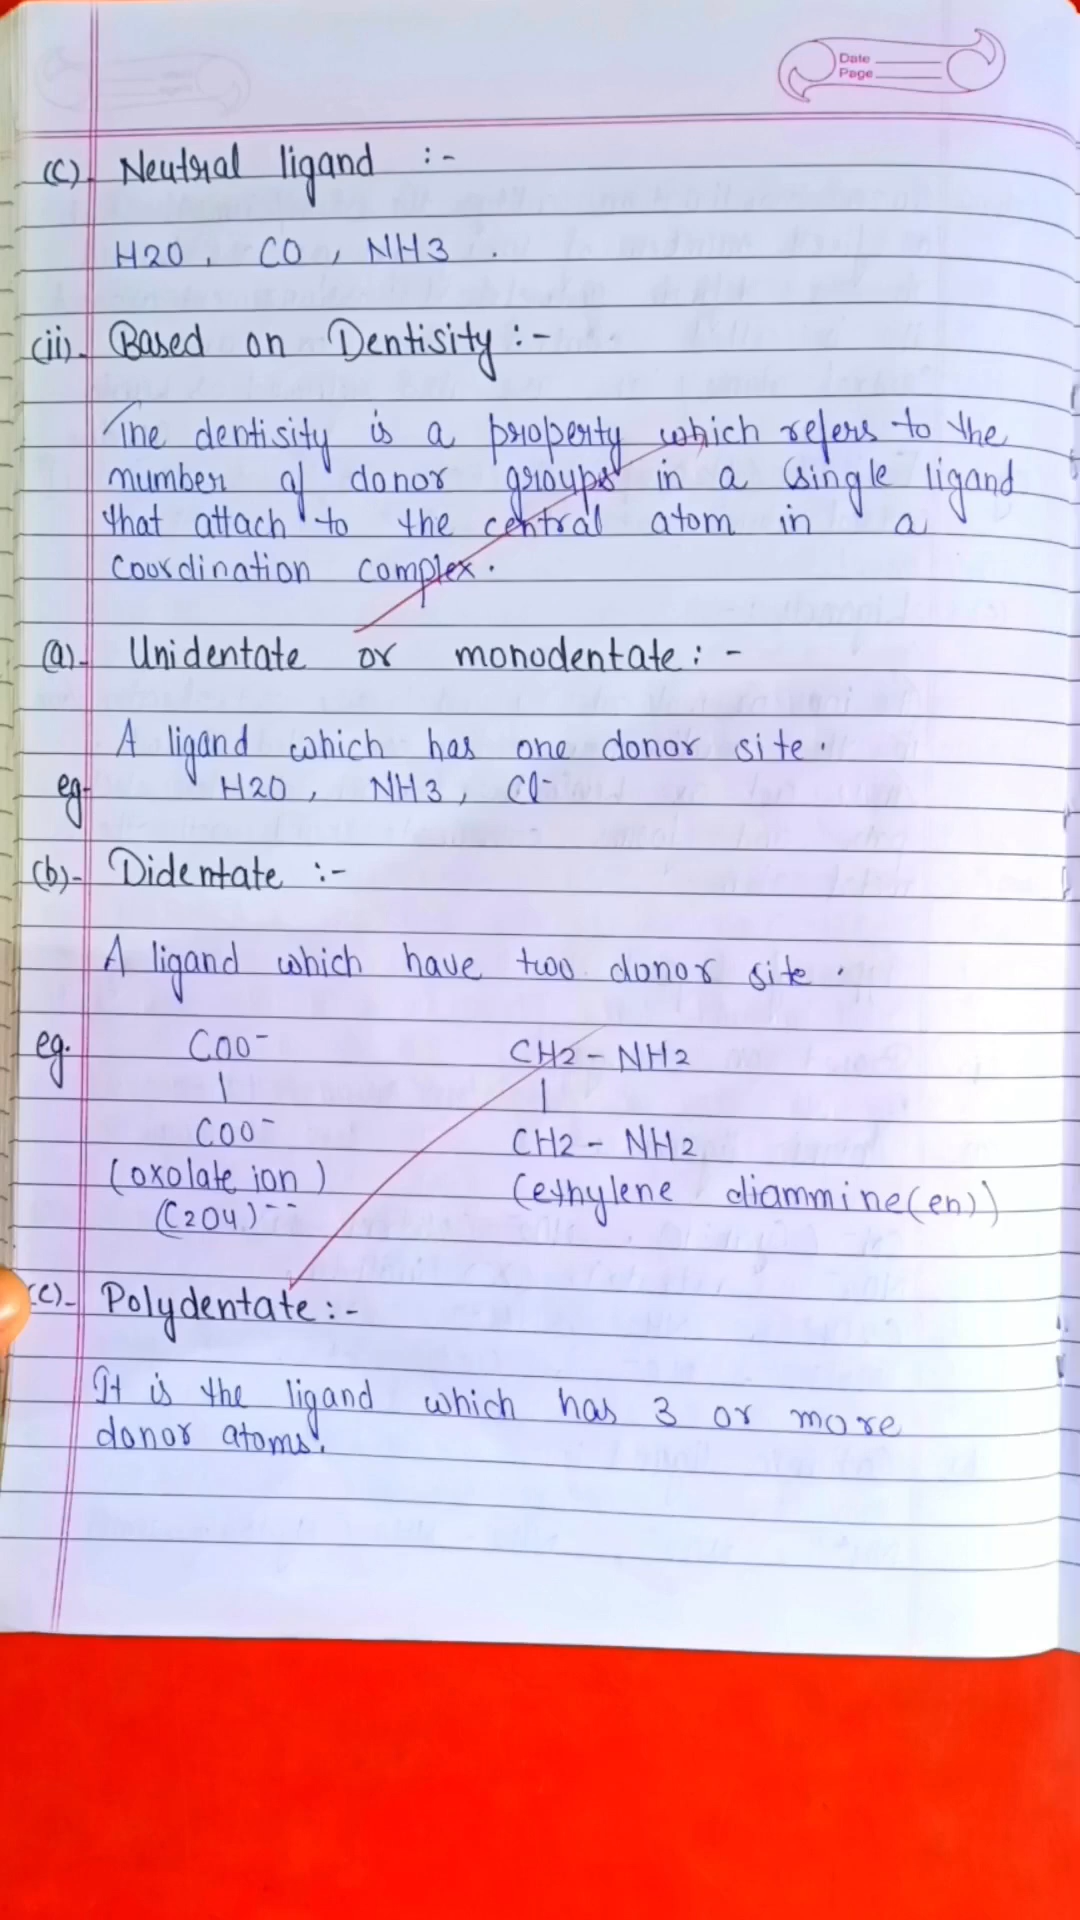 Date
Page
(c). Neutral ligand :-
H2O, CO, NH3.
(ii). Based on Dentisity :-
The dentisity is a property which refers to the
number of donor groups in a single ligand
that attach to the central atom in a
coordination complex.
(a). Unidentate or monodentate : -
A ligand which has one donor site.
eg- H2O, NH3, Cl-
(b)- Didentate :-
A ligand which have two donor site.
eg. COO- CH2 - NH2
| |
COO- CH2 - NH2
(oxolate ion) (ethylene diammine(en))
(C2O4)--
(c)- Polydentate :-
It is the ligand which has 3 or more
donor atoms.